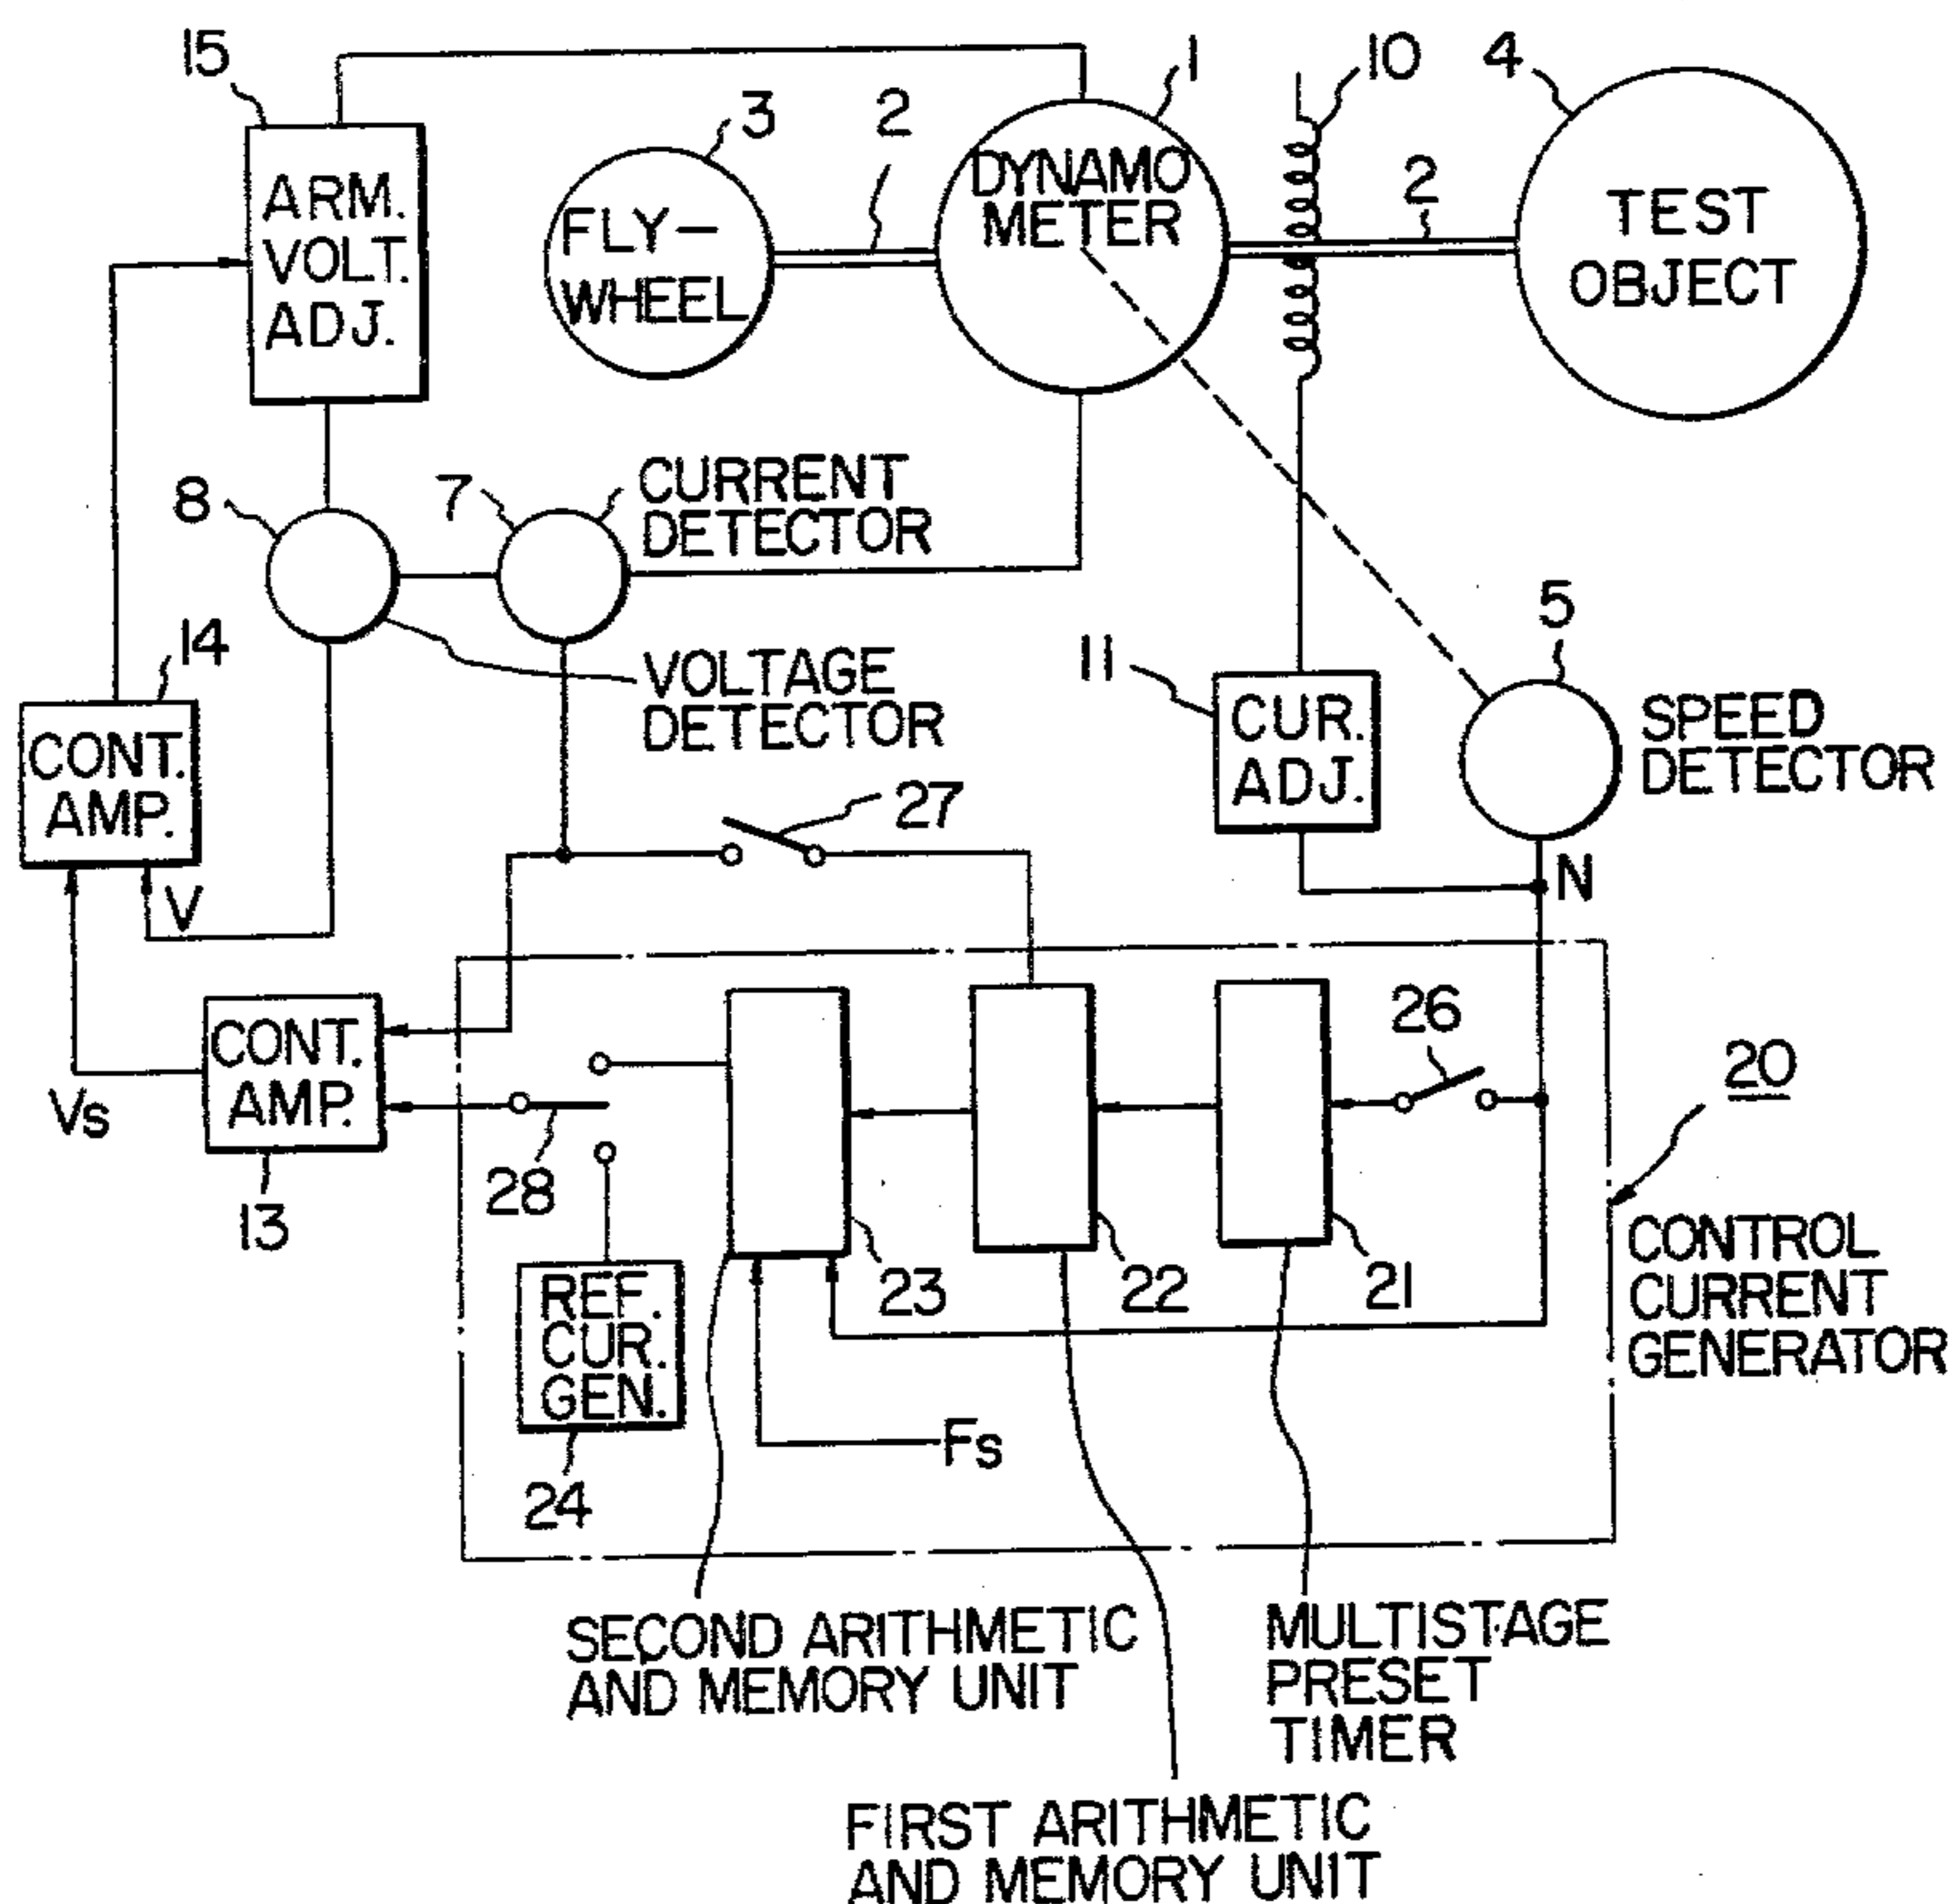 15
1
10
4
3
2
DYNAMO
METER
2
ARM.
VOLT.
ADJ.
FLY-
WHEEL
TEST
OBJECT
8
7
CURRENT
DETECTOR
14
VOLTAGE
DETECTOR
11
5
CUR.
ADJ.
SPEED
DETECTOR
CONT.
AMP.
27
V
N
CONT.
AMP.
26
20
Vs
28
13
23
22
21
CONTROL
CURRENT
GENERATOR
REF.
CUR.
GEN.
Fs
24
SECOND ARITHMETIC
AND MEMORY UNIT
MULTISTAGE
PRESET
TIMER
FIRST ARITHMETIC
AND MEMORY UNIT